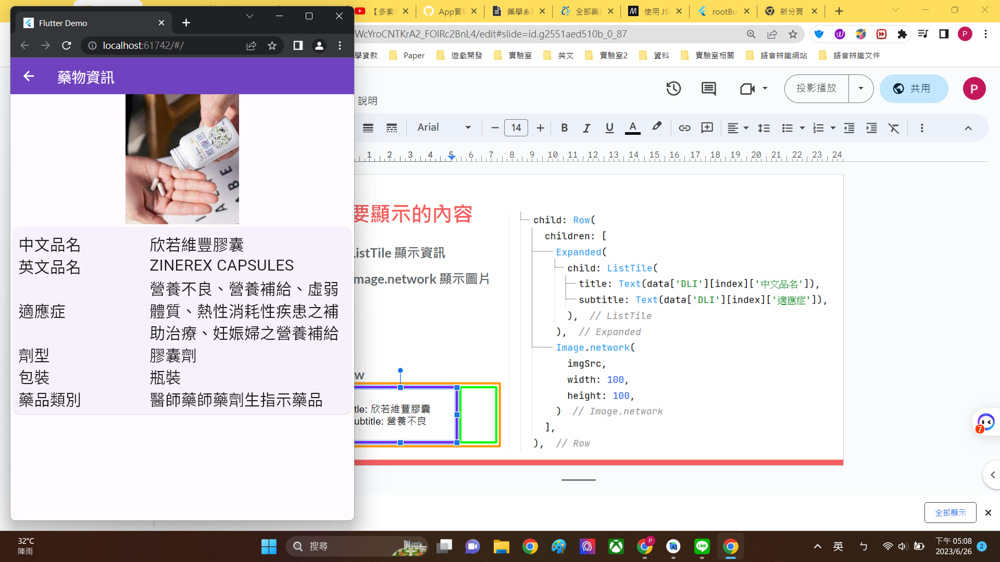 Flutter Demo
【多素材
App實
藥學系
全部藥品
使用 JS
rootBu
新分頁
localhost:61742/#/
WcYroCNTKrA2_FOIRc2BnL4/edit#slide=id.g2551aed510b_0_87
學貸款
Paper
遊戲開發
實驗室
英文
實驗室2
資料
實驗室相關
語音辨識網站
語音辨識文件
藥物資訊
說明
投影播放
共用
P
Arial
14
1 2 3 4 5 6 7 8 9 10 11 12 13 14 15 16 17 18 19 20 21 22 23 24
中文品名 欣若維豐膠囊
英文品名 ZINEREX CAPSULES
適應症 營養不良、營養補給、虛弱
體質、熱性消耗性疾患之補
助治療、妊娠婦之營養補給
劑型 膠囊劑
包裝 瓶裝
藥品類別 醫師藥師藥劑生指示藥品
要顯示的內容
ListTile 顯示資訊
mage.network 顯示圖片
w
tle: 欣若維豐膠囊
ubtitle: 營養不良
child: Row(
children: [
Expanded(
child: ListTile(
title: Text(data['DLI'][index]['中文品名']),
subtitle: Text(data['DLI'][index]['適應症']),
), // ListTile
), // Expanded
Image.network(
imgSrc,
width: 100,
height: 100,
) // Image.network
],
), // Row
7
全部顯示
32°C
陣雨
搜尋
英
ㄅ
下午 05:08
2023/6/26
2